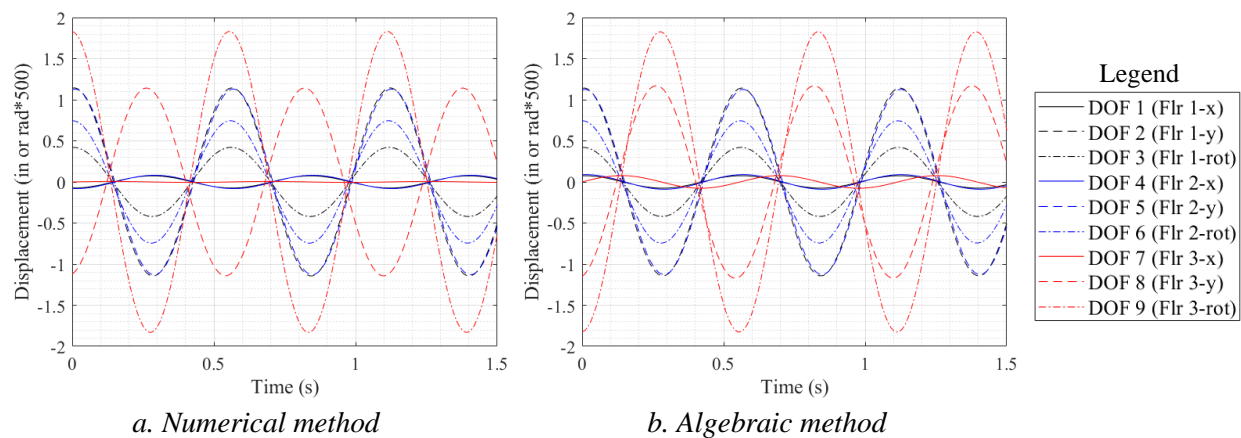 2
1.5
1
0.5
0
-0.5
-1
-1.5
-2
Displacement (in or rad*500)
0
0.5
1
1.5
Time (s)
a. Numerical method
2
1.5
1
0.5
0
-0.5
-1
-1.5
-2
Displacement (in or rad*500)
0
0.5
1
1.5
Time (s)
b. Algebraic method
Legend
DOF 1 (Flr 1-x)
DOF 2 (Flr 1-y)
DOF 3 (Flr 1-rot)
DOF 4 (Flr 2-x)
DOF 5 (Flr 2-y)
DOF 6 (Flr 2-rot)
DOF 7 (Flr 3-x)
DOF 8 (Flr 3-y)
DOF 9 (Flr 3-rot)